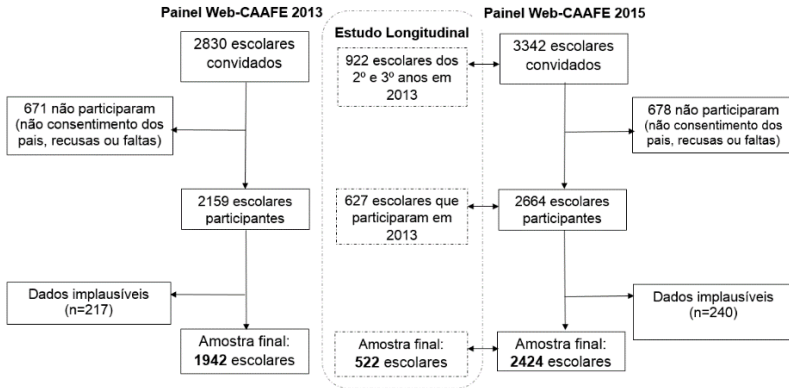 Painel Web-CAAFE 2013
2830 escolares
convidados
671 não participaram
(não consentimento dos
pais, recusas ou faltas)
2159 escolares
participantes
Dados implausíveis
(n=217)
Amostra final:
1942 escolares
Estudo Longitudinal
922 escolares dos
2º e 3º anos em
2013
627 escolares que
participaram em
2013
Amostra final:
522 escolares
Painel Web-CAAFE 2015
3342 escolares
convidados
678 não participaram
(não consentimento dos
pais, recusas ou faltas)
2664 escolares
participantes
Dados implausíveis
(n=240)
Amostra final:
2424 escolares